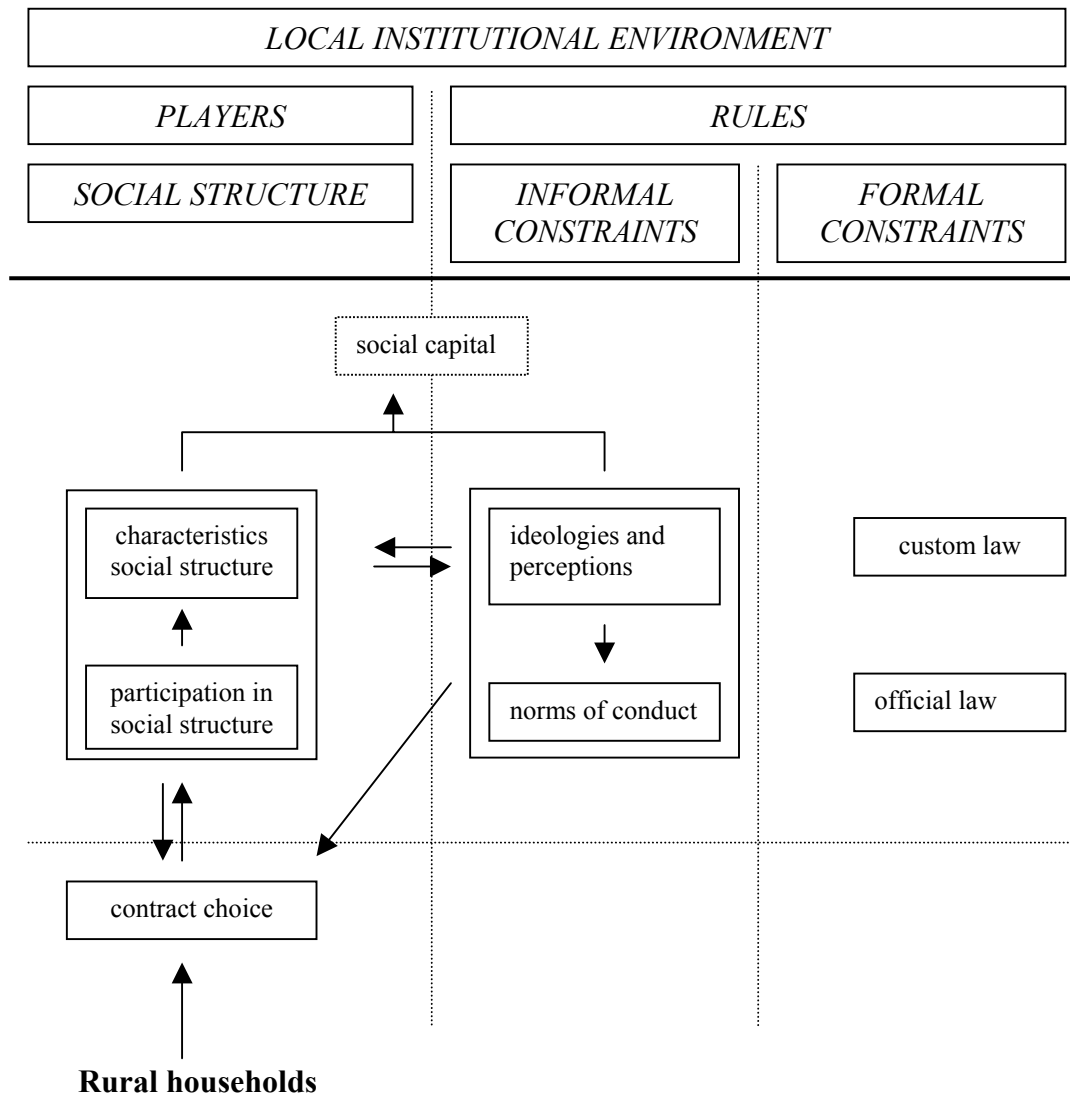 LOCAL INSTITUTIONAL ENVIRONMENT
PLAYERS
RULES
SOCIAL STRUCTURE
INFORMAL
CONSTRAINTS
FORMAL
CONSTRAINTS
social capital
characteristics
social structure
ideologies and
perceptions
custom law
participation in
social structure
norms of conduct
official law
contract choice
Rural households